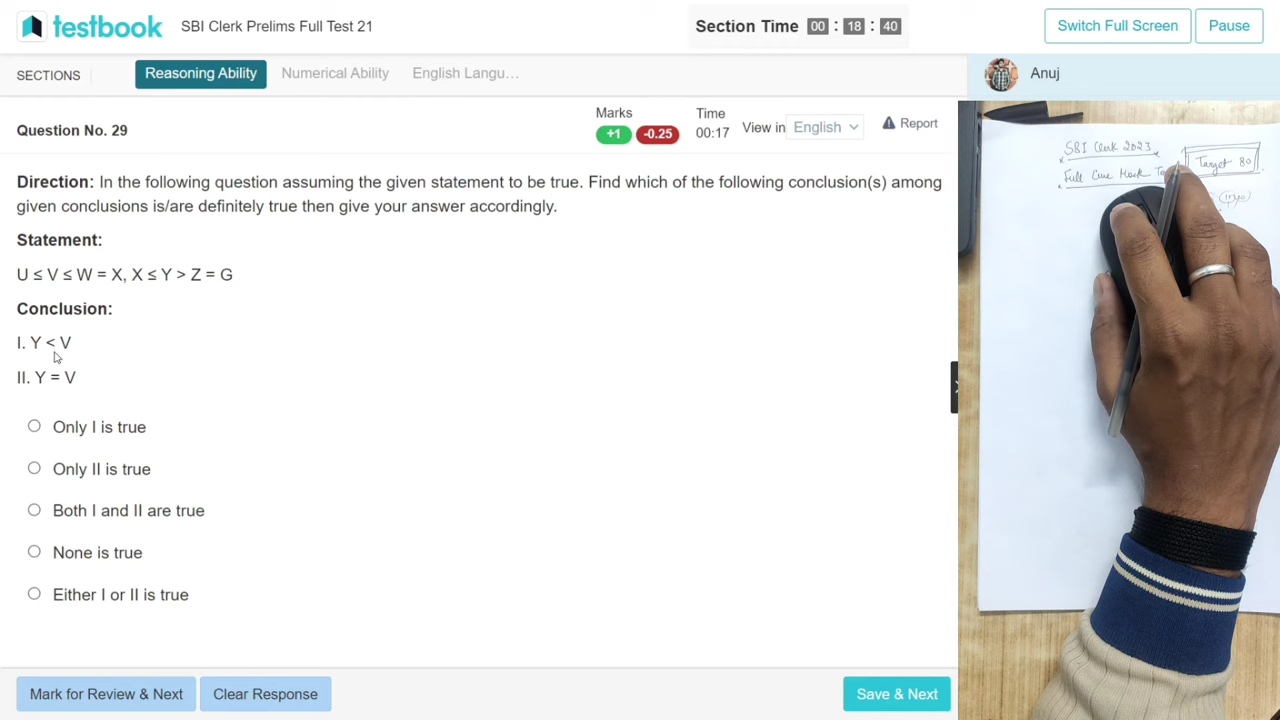 testbook
SBI Clerk Prelims Full Test 21
Section Time 00 : 18 : 40
Switch Full Screen
Pause
SECTIONS
Reasoning Ability
Numerical Ability
English Langu...
Anuj
Question No. 29
Marks
+1 -0.25
Time
00:17
View in English
Report
Direction: In the following question assuming the given statement to be true. Find which of the following conclusion(s) among
given conclusions is/are definitely true then give your answer accordingly.
Statement:
U ≤ V ≤ W = X, X ≤ Y > Z = G
Conclusion:
I. Y < V
II. Y = V
Only I is true
Only II is true
Both I and II are true
None is true
Either I or II is true
Mark for Review & Next
Clear Response
Save & Next
SBI Clerk 2023
Target 80
Full
Mock